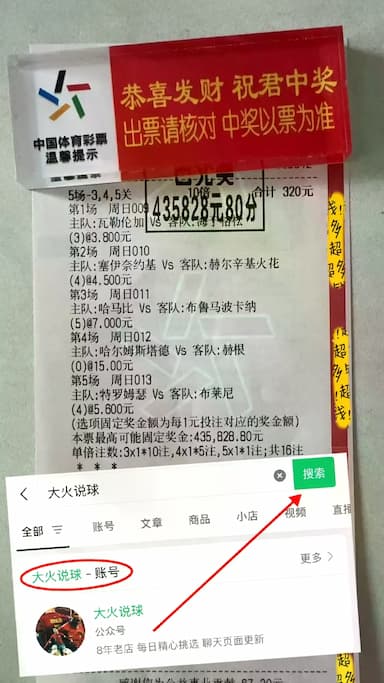 恭喜发财 祝君中奖
出票请核对 中奖以票为准
中国体育彩票
温馨提示
已兑奖
435828元80分
5场-3,4,5关 10倍 合计 320元
第1场 周日009
主队:瓦勒伦加 Vs 客队:海于格松
(3)@3.800元
第2场 周日010
主队:塞伊奈约基 Vs 客队:赫尔辛基火花
(4)@4.500元
第3场 周日011
主队:哈马比 Vs 客队:布鲁马波卡纳
(5)@7.000元
第4场 周日012
主队:哈尔姆斯塔德 Vs 客队:赫根
(0)@15.00元
第5场 周日013
主队:特罗姆瑟 Vs 客队:布莱尼
(4)@5.600元
(选项固定奖金额为每1元投注对应的奖金额)
本票最高可能固定奖金:435,828.80元
单倍注数:3x1*10注,4x1*5注,5x1*1注;共16注
大火说球
搜索
全部 账号 文章 商品 小店 视频 直播
大火说球 - 账号
更多
大火说球
公众号
8年老店 每日精心挑选 聊天页面更新